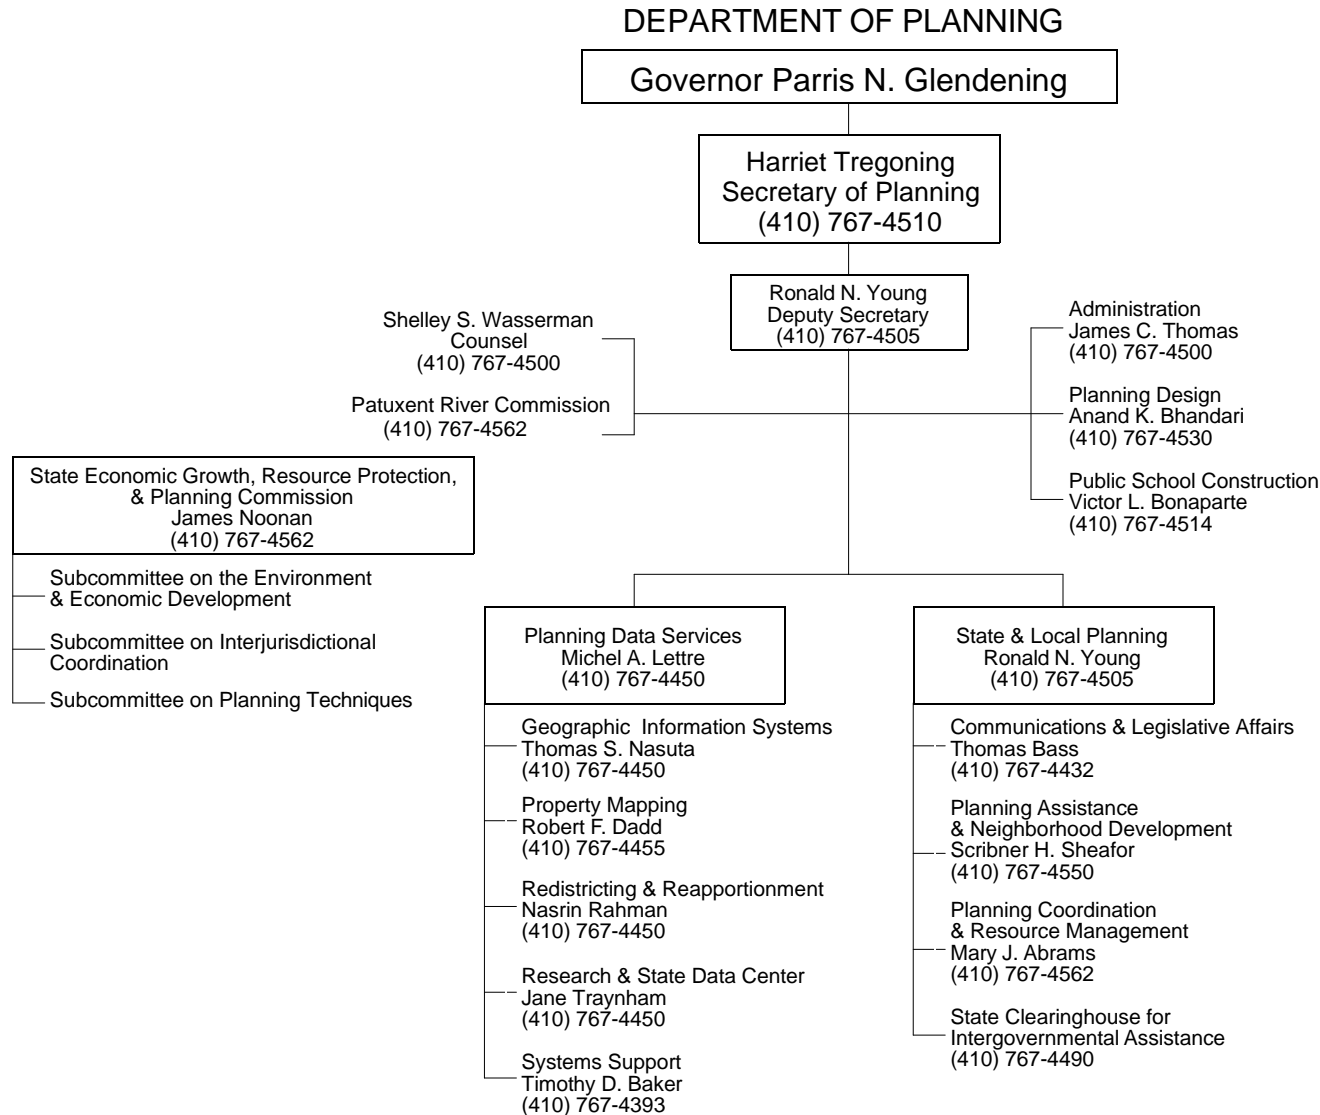 DEPARTMENT OF PLANNING
Governor Parris N. Glendening
Harriet Tregoning
Secretary of Planning
(410) 767-4510
Ronald N. Young
Deputy Secretary
(410) 767-4505
Shelley S. Wasserman
Counsel
(410) 767-4500
Patuxent River Commission
(410) 767-4562
Administration
James C. Thomas
(410) 767-4500
Planning Design
Anand K. Bhandari
(410) 767-4530
Public School Construction
Victor L. Bonaparte
(410) 767-4514
State Economic Growth, Resource Protection,
& Planning Commission
James Noonan
(410) 767-4562
Subcommittee on the Environment
& Economic Development
Subcommittee on Interjurisdictional
Coordination
Subcommittee on Planning Techniques
Planning Data Services
Michel A. Lettre
(410) 767-4450
Geographic Information Systems
Thomas S. Nasuta
(410) 767-4450
Property Mapping
Robert F. Dadd
(410) 767-4455
Redistricting & Reapportionment
Nasrin Rahman
(410) 767-4450
Research & State Data Center
Jane Traynham
(410) 767-4450
Systems Support
Timothy D. Baker
(410) 767-4393
State & Local Planning
Ronald N. Young
(410) 767-4505
Communications & Legislative Affairs
Thomas Bass
(410) 767-4432
Planning Assistance
& Neighborhood Development
Scribner H. Sheafor
(410) 767-4550
Planning Coordination
& Resource Management
Mary J. Abrams
(410) 767-4562
State Clearinghouse for
Intergovernmental Assistance
(410) 767-4490